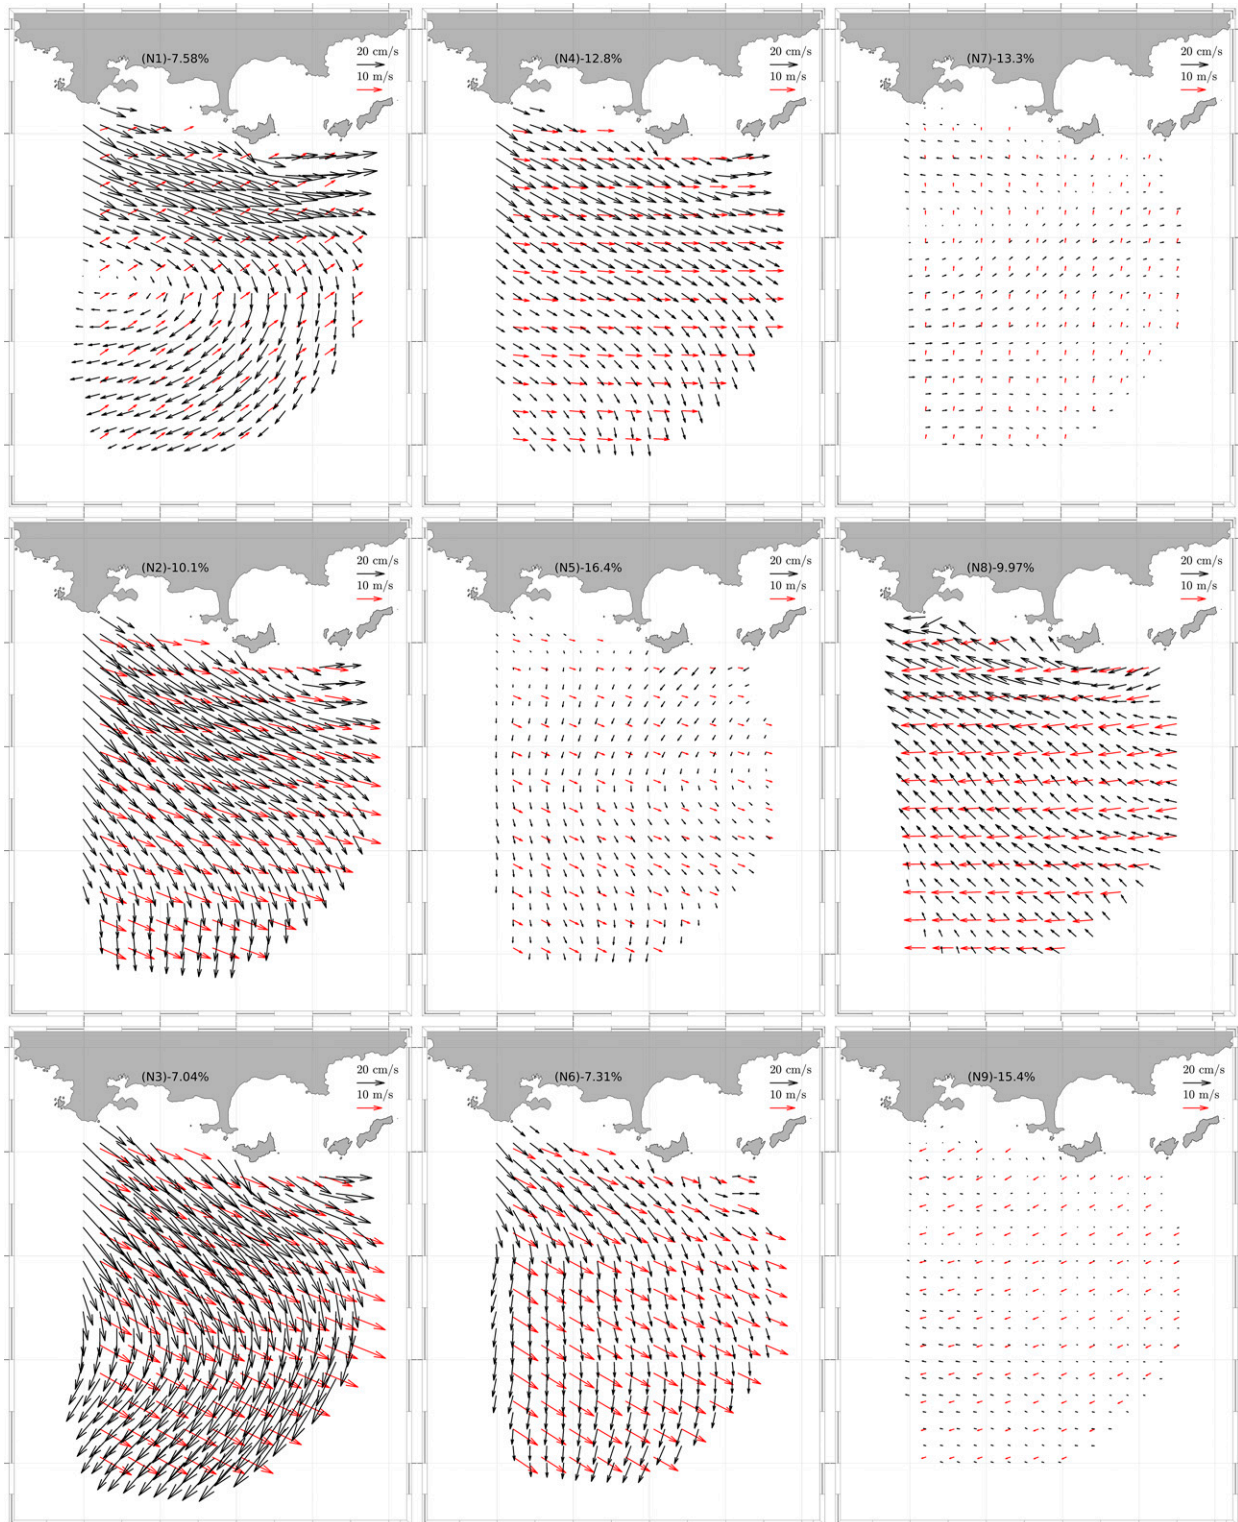 (N1)-7.58%
20 cm/s
10 m/s
(N4)-12.8%
20 cm/s
10 m/s
(N7)-13.3%
20 cm/s
10 m/s
(N2)-10.1%
20 cm/s
10 m/s
(N5)-16.4%
20 cm/s
10 m/s
(N8)-9.97%
20 cm/s
10 m/s
(N3)-7.04%
20 cm/s
10 m/s
(N6)-7.31%
20 cm/s
10 m/s
(N9)-15.4%
20 cm/s
10 m/s